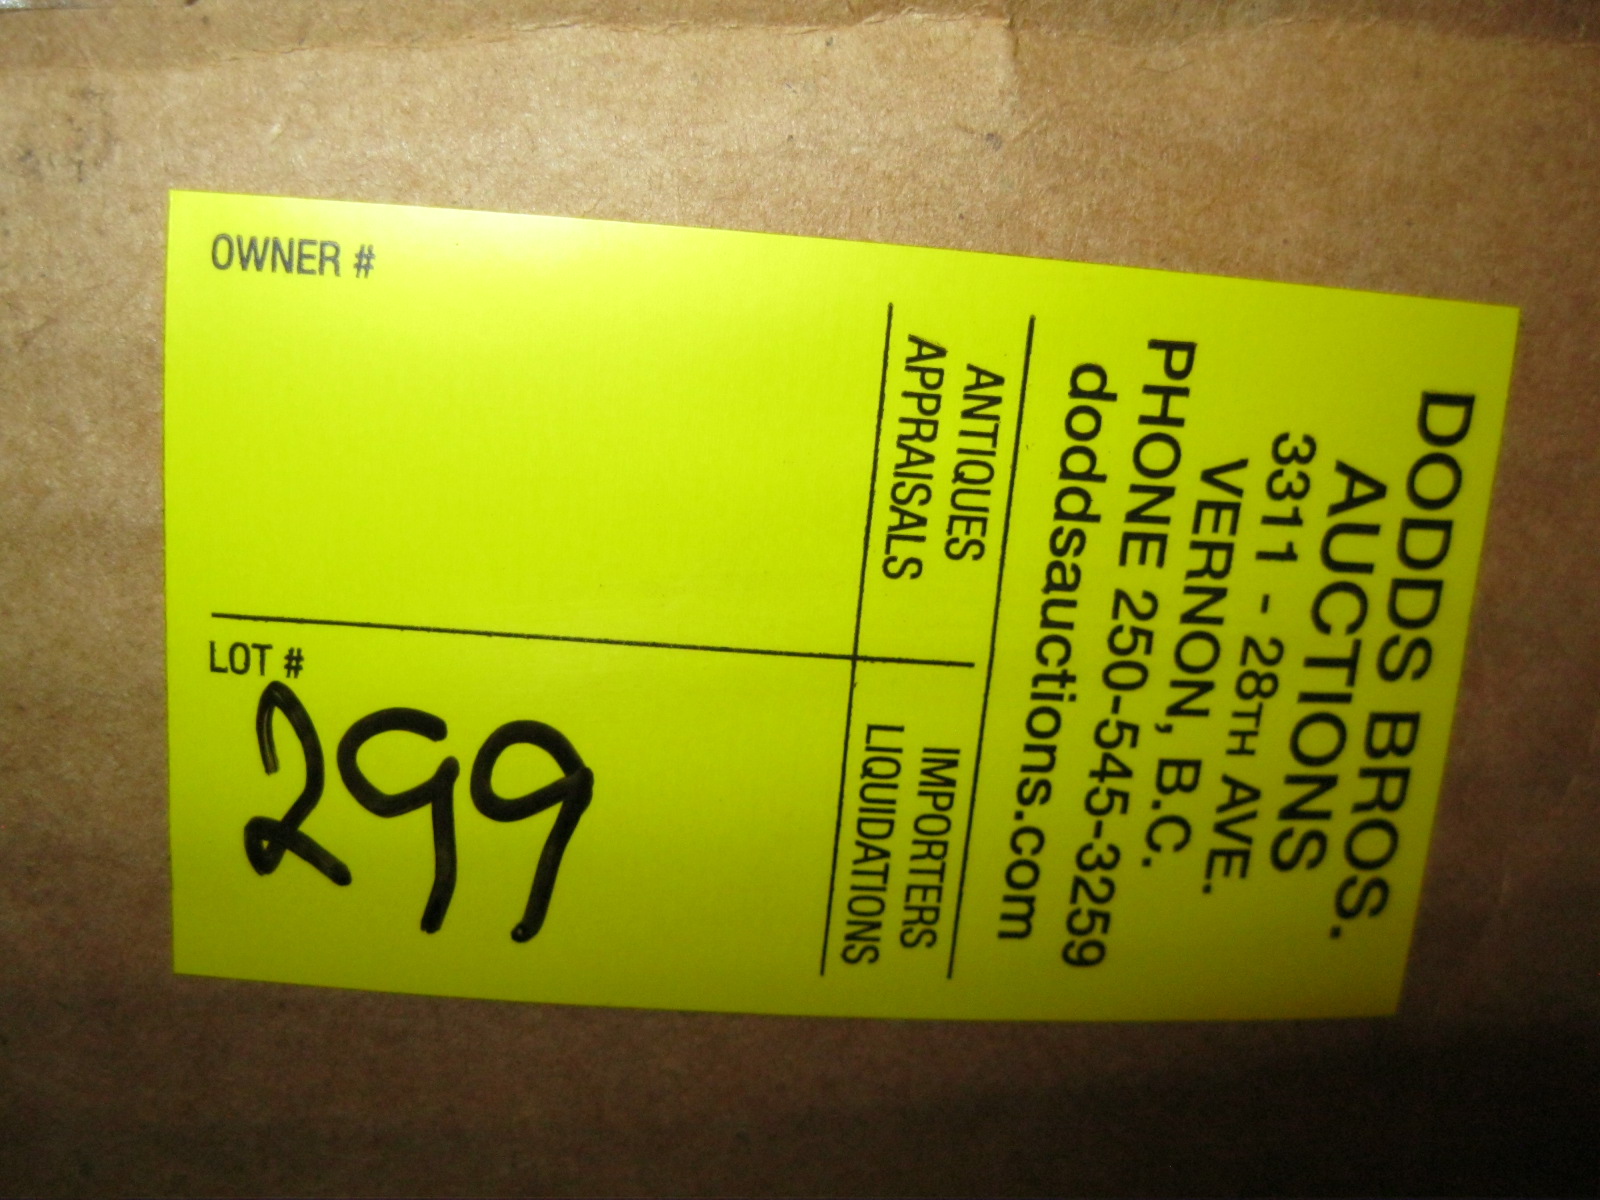 DODDS BROS.
AUCTIONS
3311 - 28TH AVE.
VERNON, B.C.
PHONE 250-545-3259
doddsauctions.com
ANTIQUES
APPRAISALS
IMPORTERS
LIQUIDATIONS
OWNER #
LOT #
299